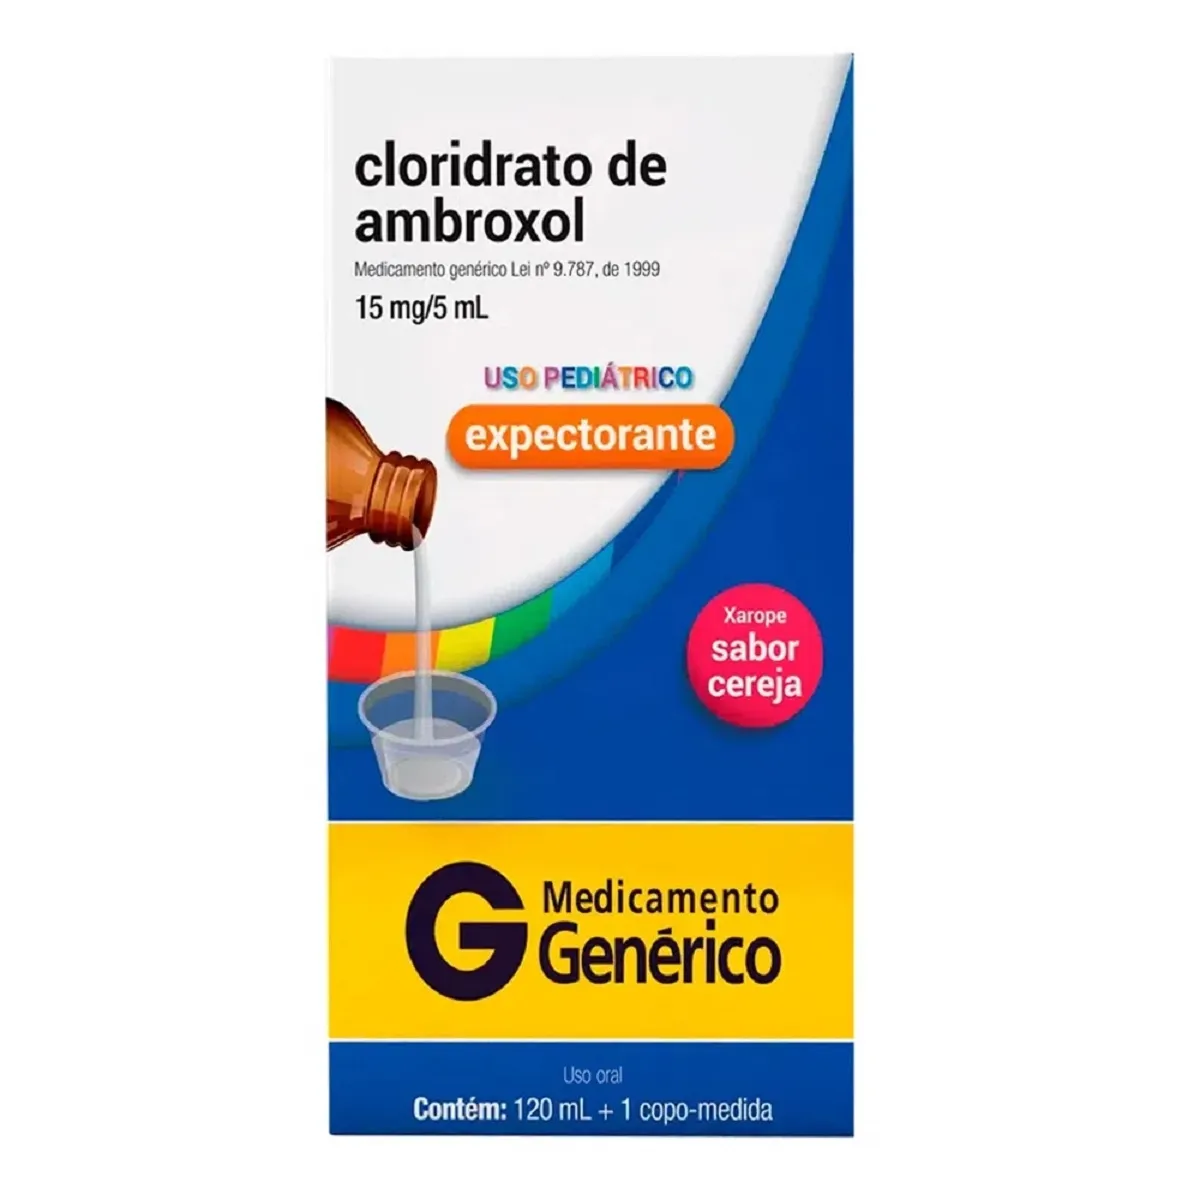 cloridrato de
ambroxol
Medicamento genérico Lei nº 9.787, de 1999
15 mg/5 mL
USO PEDIÁTRICO
expectorante
Xarope
sabor
cereja
G Medicamento
Genérico
Uso oral
Contém: 120 mL + 1 copo-medida